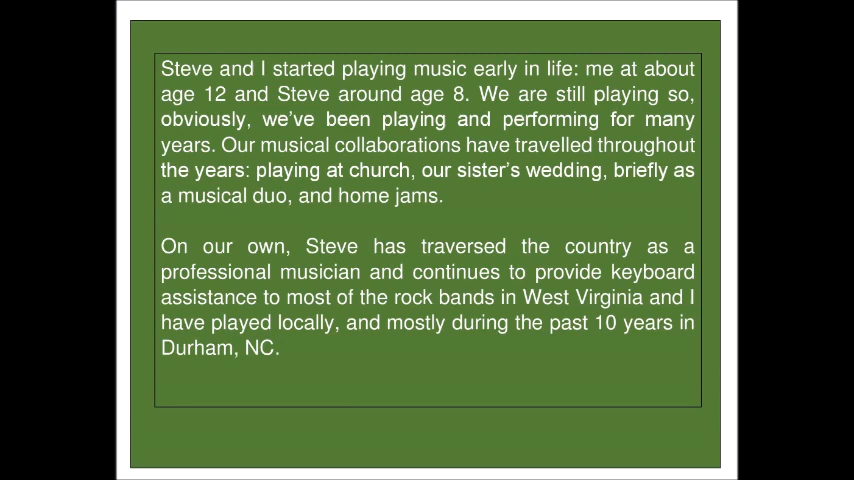 Steve and I started playing music early in life: me at about
age 12 and Steve around age 8. We are still playing so,
obviously, we’ve been playing and performing for many
years. Our musical collaborations have travelled throughout
the years: playing at church, our sister’s wedding, briefly as
a musical duo, and home jams.
On our own, Steve has traversed the country as a
professional musician and continues to provide keyboard
assistance to most of the rock bands in West Virginia and I
have played locally, and mostly during the past 10 years in
Durham, NC.